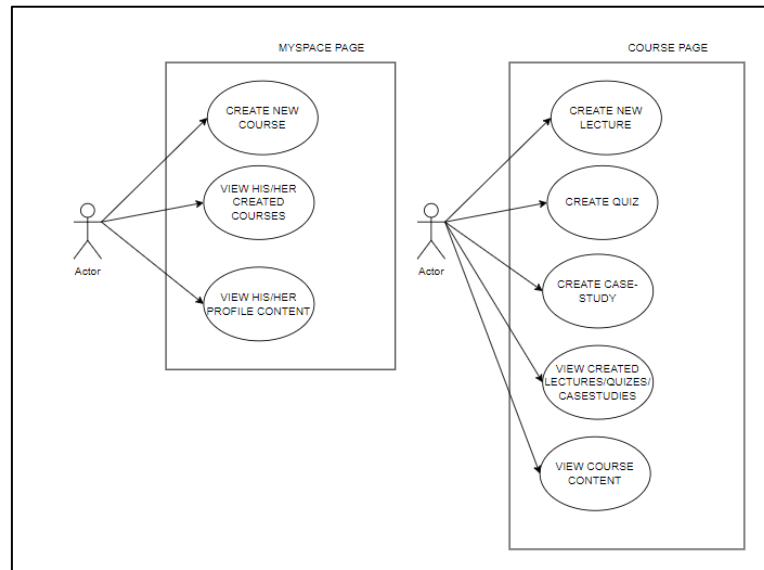 MYSPACE PAGE
CREATE NEW
COURSE
VIEW HIS/HER
CREATED
COURSES
VIEW HIS/HER
PROFILE CONTENT
Actor
COURSE PAGE
CREATE NEW
LECTURE
CREATE QUIZ
CREATE CASE-
STUDY
VIEW CREATED
LECTURES/QUIZES/
CASESTUDIES
VIEW COURSE
CONTENT
Actor